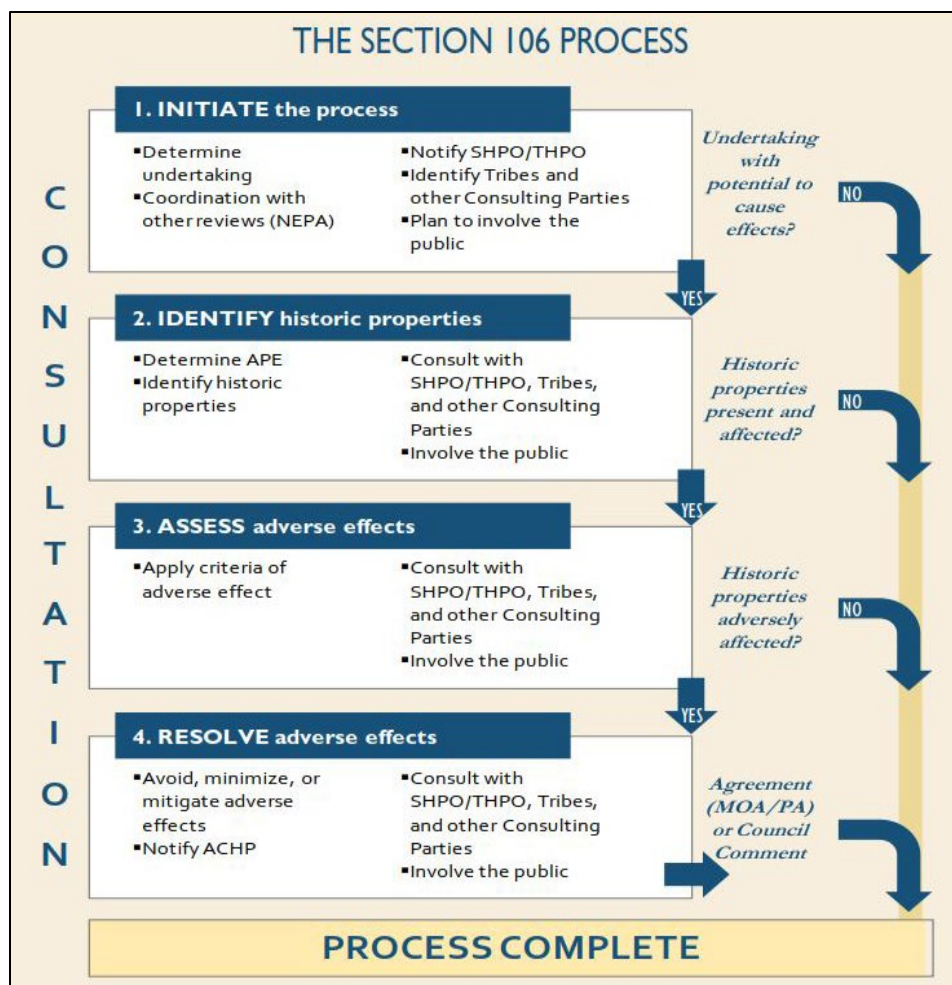 THE SECTION 106 PROCESS
CONSULTATION
1. INITIATE the process
▪Determine
undertaking
▪Coordination with
other reviews (NEPA)
▪Notify SHPO/THPO
▪Identify Tribes and
other Consulting Parties
▪Plan to involve the
public
Undertaking
with
potential to
cause
effects?
NO
YES
2. IDENTIFY historic properties
▪Determine APE
▪Identify historic
properties
▪Consult with
SHPO/THPO, Tribes,
and other Consulting
Parties
▪Involve the public
Historic
properties
present and
affected?
NO
YES
3. ASSESS adverse effects
▪Apply criteria of
adverse effect
▪Consult with
SHPO/THPO, Tribes,
and other Consulting
Parties
▪Involve the public
Historic
properties
adversely
affected?
NO
YES
4. RESOLVE adverse effects
▪Avoid, minimize, or
mitigate adverse
effects
▪Notify ACHP
▪Consult with
SHPO/THPO, Tribes,
and other Consulting
Parties
▪Involve the public
Agreement
(MOA/PA)
or Council
Comment
PROCESS COMPLETE